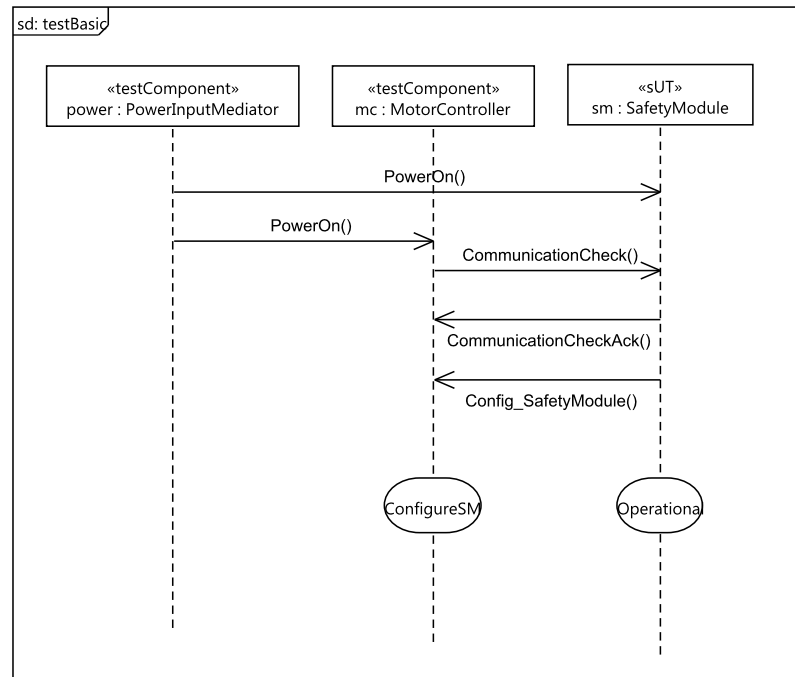 sd: testBasic
«testComponent»
power : PowerInputMediator
«testComponent»
mc : MotorController
«sUT»
sm : SafetyModule
PowerOn()
PowerOn()
CommunicationCheck()
CommunicationCheckAck()
Config_SafetyModule()
ConfigureSM
Operational